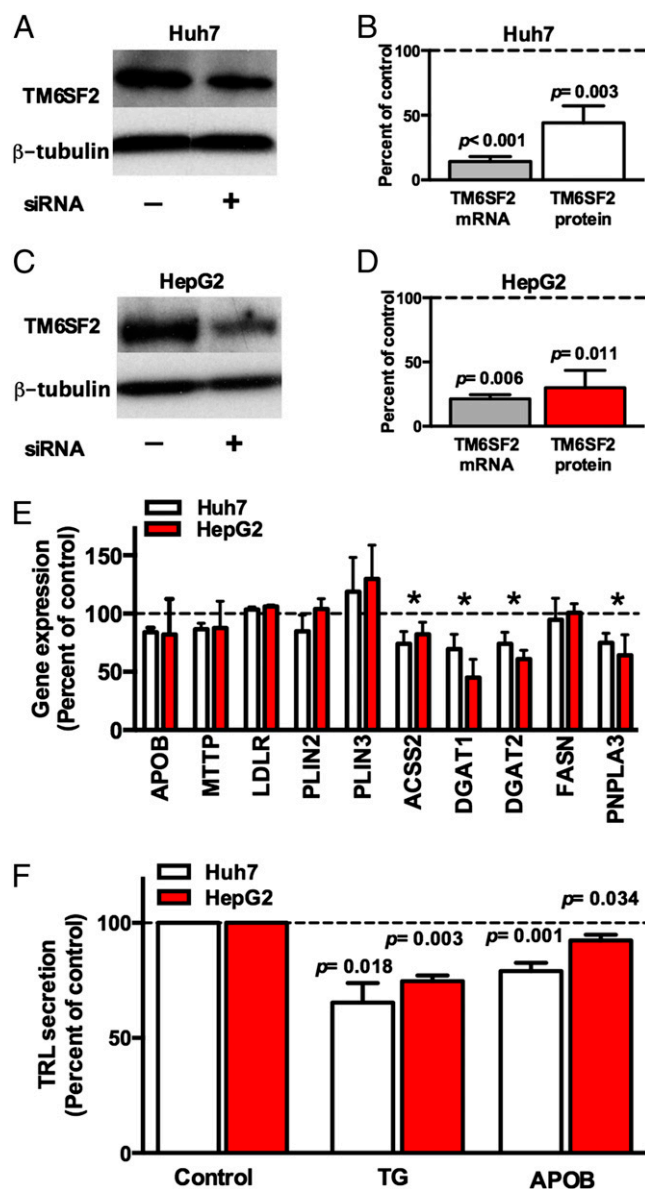 A
Huh7
TM6SF2
β-tubulin
siRNA
− +
B
Huh7
Percent of control
100
50
0
p< 0.001
p= 0.003
TM6SF2 mRNA
TM6SF2 protein
C
HepG2
TM6SF2
β-tubulin
siRNA
− +
D
HepG2
Percent of control
100
50
0
p= 0.006
p= 0.011
TM6SF2 mRNA
TM6SF2 protein
E
Huh7
HepG2
Gene expression
(Percent of control)
150
100
50
0
* * * *
APOB
MTTP
LDLR
PLIN2
PLIN3
ACSS2
DGAT1
DGAT2
FASN
PNPLA3
F
Huh7
HepG2
TRL secretion
(Percent of control)
100
50
0
p= 0.018
p= 0.003
p= 0.001
p= 0.034
Control TG APOB